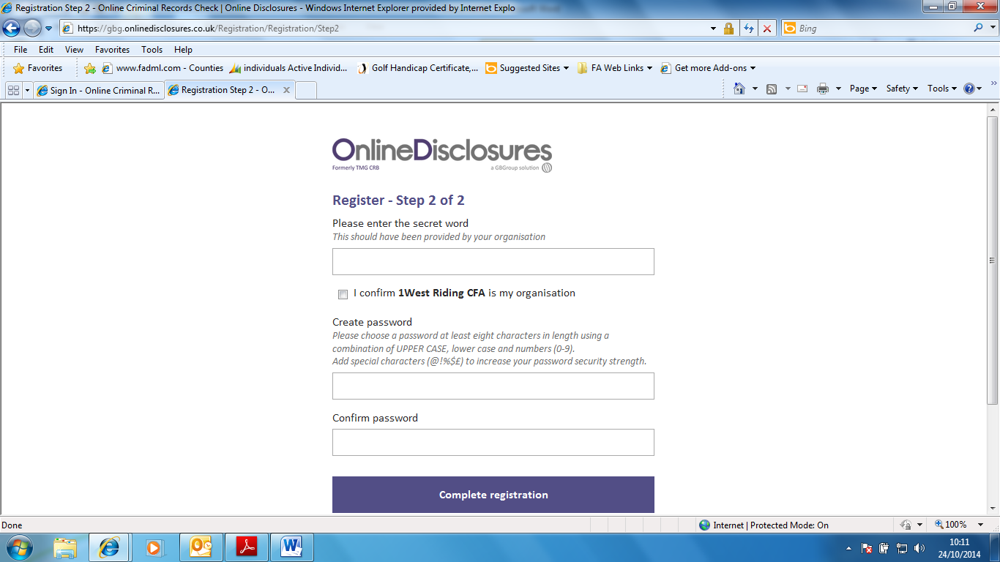 Registration Step 2 - Online Criminal Records Check | Online Disclosures - Windows Internet Explorer provided by Internet Explo
https://gbg.onlinedisclosures.co.uk/Registration/Registration/Step2
Bing
File Edit View Favorites Tools Help
Favorites www.fadml.com - Counties individuals Active Individ... Golf Handicap Certificate,... Suggested Sites FA Web Links Get more Add-ons
Sign In - Online Criminal R... Registration Step 2 - O... Page Safety Tools
OnlineDisclosures
Formerly TMG CRB a GBGroup solution
Register - Step 2 of 2
Please enter the secret word
This should have been provided by your organisation
I confirm 1West Riding CFA is my organisation
Create password
Please choose a password at least eight characters in length using a
combination of UPPER CASE, lower case and numbers (0-9).
Add special characters (@!%$£) to increase your password security strength.
Confirm password
Complete registration
Done Internet | Protected Mode: On 100%
10:11
24/10/2014